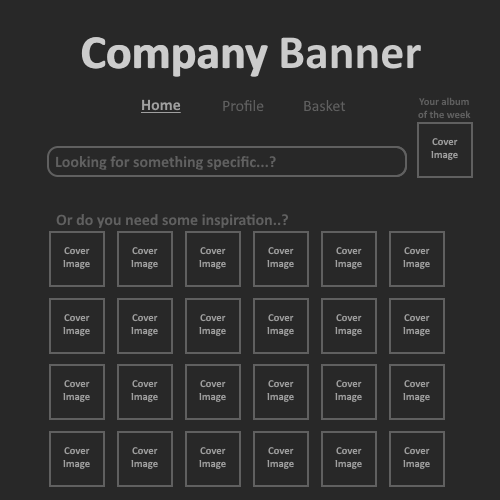 Company Banner
Home Profile Basket
Your album
of the week
Cover
Image
Looking for something specific...?
Or do you need some inspiration..?
Cover Cover Cover Cover Cover Cover
Image Image Image Image Image Image
Cover Cover Cover Cover Cover Cover
Image Image Image Image Image Image
Cover Cover Cover Cover Cover Cover
Image Image Image Image Image Image
Cover Cover Cover Cover Cover Cover
Image Image Image Image Image Image